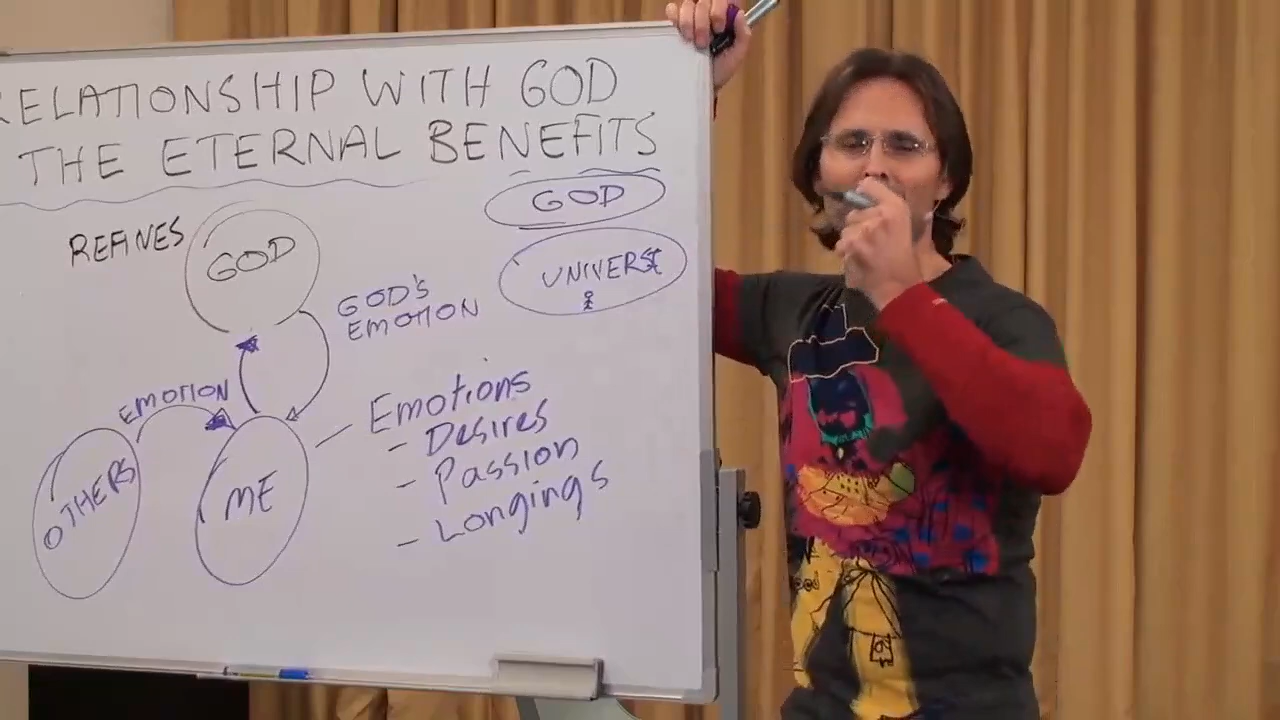 RELATIONSHIP WITH GOD
THE ETERNAL BENEFITS
GOD
REFINES
GOD
UNIVERSE
GOD'S
EMOTION
EMOTION
Emotions
- Desires
- Passion
- Longings
OTHERS
ME